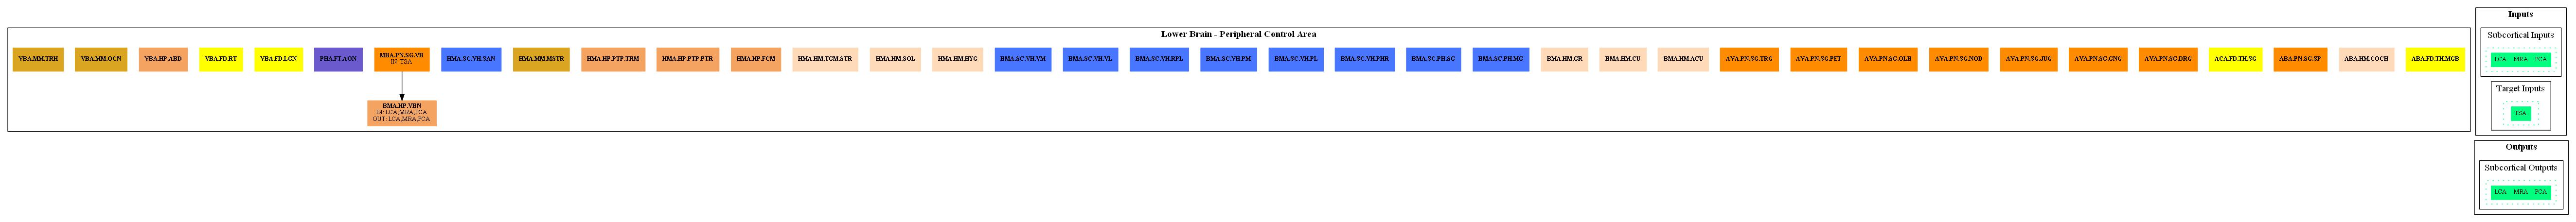 Lower Brain - Peripheral Control Area
VBA.MM.TRH
VBA.MM.OCN
VBA.HP.ABD
VBA.FD.RT
VBA.FD.LGN
PHA.FT.AON
MRA.PN.SG.VB
IN: TSA
HMA.SC.VH.SAN
HMA.MM.MSTR
HMA.HP.PTP.TRM
HMA.HP.PTP.PTR
HMA.HP.FCM
HMA.HM.TGM.STR
HMA.HM.SOL
HMA.HM.HYG
BMA.SC.VH.VM
BMA.SC.VH.VL
BMA.SC.VH.RPL
BMA.SC.VH.PM
BMA.SC.VH.PL
BMA.SC.VH.PHR
BMA.SC.PH.SG
BMA.SC.PH.MG
BMA.HM.GR
BMA.HM.CU
BMA.HM.ACU
AVA.PN.SG.TRG
AVA.PN.SG.PET
AVA.PN.SG.OLB
AVA.PN.SG.NOD
AVA.PN.SG.JUG
AVA.PN.SG.GNG
AVA.PN.SG.DRG
ACA.FD.TH.SG
ABA.PN.SG.SP
ABA.HM.COCH
ABA.FD.TH.MGB
BMA.HP.VBN
IN: LCA,MRA,PCA
OUT: LCA,MRA,PCA
Inputs
Subcortical Inputs
LCA MRA PCA
Target Inputs
TSA
Outputs
Subcortical Outputs
LCA MRA PCA